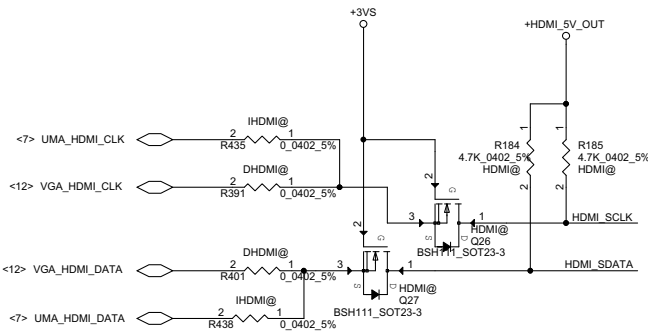 +3VS
+HDMI_5V_OUT
IHDMI@
<7> UMA_HDMI_CLK 2 1
R435 0_0402_5%
DHDMI@
<12> VGA_HDMI_CLK 2 1
R391 0_0402_5%
1 1
R184 R185
4.7K_0402_5% 4.7K_0402_5%
HDMI@ HDMI@
2 2
2
G
3 1 HDMI_SCLK
S D HDMI@
Q26
BSH111_SOT23-3
2
G
DHDMI@
<12> VGA_HDMI_DATA 2 1 3 1 HDMI_SDATA
R401 0_0402_5%
S D HDMI@
Q27
BSH111_SOT23-3
IHDMI@
<7> UMA_HDMI_DATA 2 1
R438 0_0402_5%